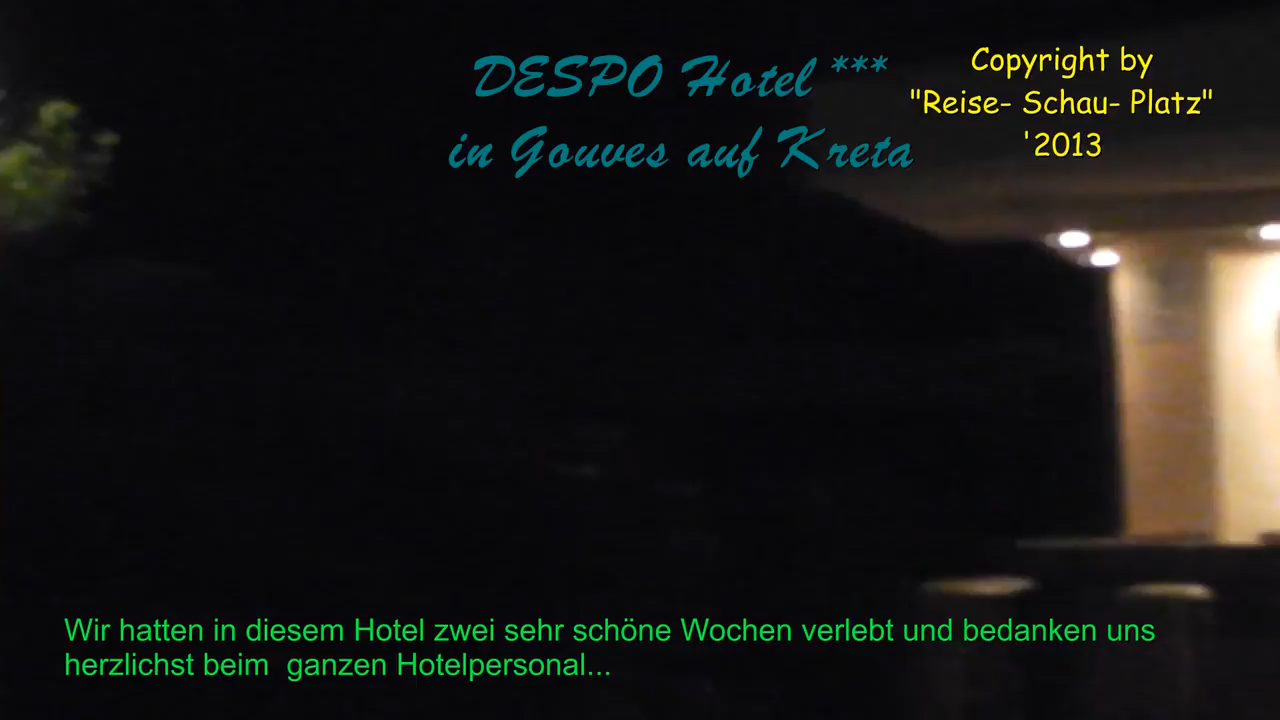 DESPO Hotel ***
in Gouves auf Kreta
Copyright by
"Reise- Schau- Platz"
'2013
Wir hatten in diesem Hotel zwei sehr schöne Wochen verlebt und bedanken uns
herzlichst beim  ganzen Hotelpersonal...